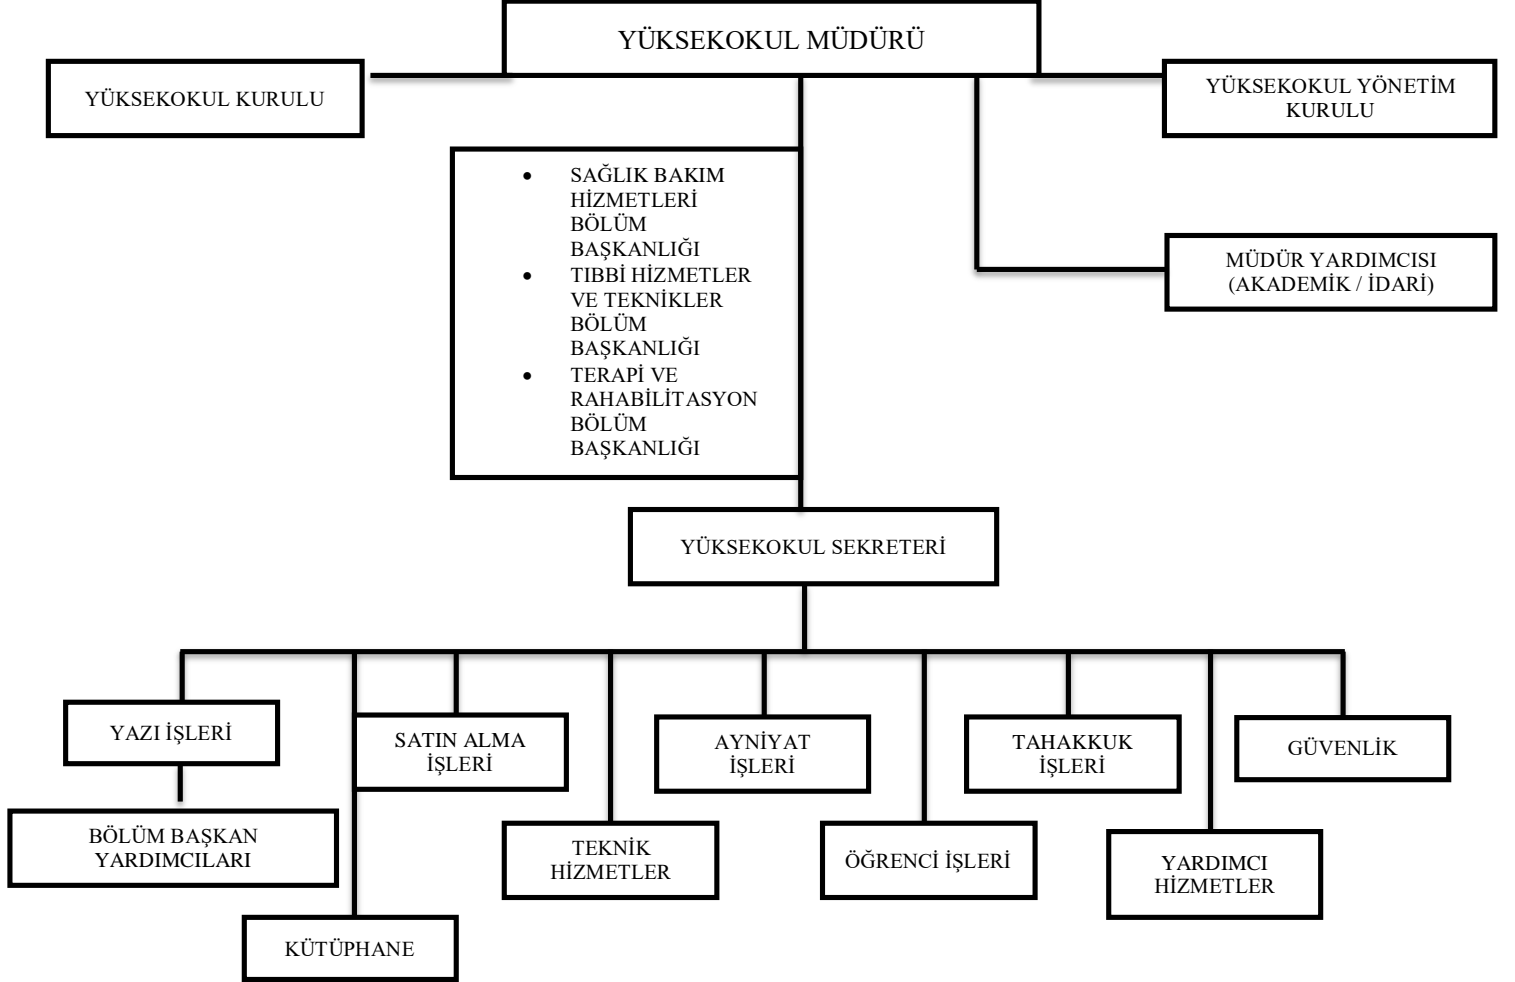 YÜKSEKOKUL MÜDÜRÜ
YÜKSEKOKUL KURULU
YÜKSEKOKUL YÖNETİM
KURULU
• SAĞLIK BAKIM
HİZMETLERİ
BÖLÜM
BAŞKANLIĞI
• TIBBİ HİZMETLER
VE TEKNİKLER
BÖLÜM
BAŞKANLIĞI
• TERAPİ VE
RAHABİLİTASYON
BÖLÜM
BAŞKANLIĞI
MÜDÜR YARDIMCISI
(AKADEMİK / İDARİ)
YÜKSEKOKUL SEKRETERİ
YAZI İŞLERİ
SATIN ALMA
İŞLERİ
AYNİYAT
İŞLERİ
TAHAKKUK
İŞLERİ
GÜVENLİK
BÖLÜM BAŞKAN
YARDIMCILARI
TEKNİK
HİZMETLER
ÖĞRENCİ İŞLERİ
YARDIMCI
HİZMETLER
KÜTÜPHANE